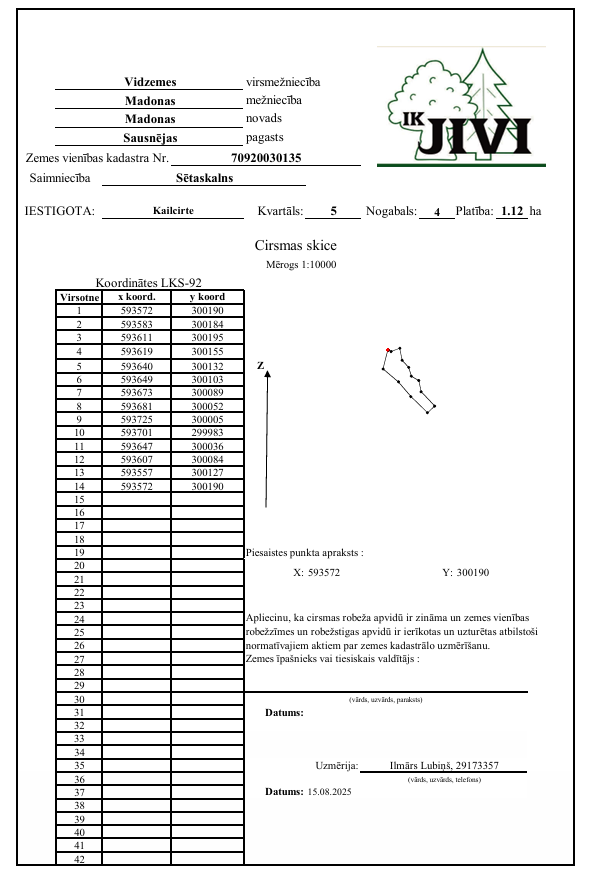 Vidzemes virsmežniecība
Madonas mežniecība
Madonas novads
Sausnējas pagasts
IK JIVI
Zemes vienības kadastra Nr. 70920030135
Saimniecība Sētaskalns
IESTIGOTA: Kailcirte Kvartāls: 5 Nogabals: 4 Platība: 1.12 ha
Cirsmas skice
Mērogs 1:10000
Koordinātes LKS-92
Virsotne x koord. y koord
1 593572 300190
2 593583 300184
3 593611 300195
4 593619 300155
5 593640 300132
6 593649 300103
7 593673 300089
8 593681 300052
9 593725 300005
10 593701 299983
11 593647 300036
12 593607 300084
13 593557 300127
14 593572 300190
15
16
17
18
19
20
21
22
23
24
25
26
27
28
29
30
31
32
33
34
35
36
37
38
39
40
41
42
Z
Piesaistes punkta apraksts :
X: 593572 Y: 300190
Apliecinu, ka cirsmas robeža apvidū ir zināma un zemes vienības
robežzīmes un robežstigas apvidū ir ierīkotas un uzturētas atbilstoši
normatīvajiem aktiem par zemes kadastrālo uzmērīšanu.
Zemes īpašnieks vai tiesiskais valdītājs :
(vārds, uzvārds, paraksts)
Datums:
Uzmērija: Ilmārs Lubiņš, 29173357
(vārds, uzvārds, telefons)
Datums: 15.08.2025